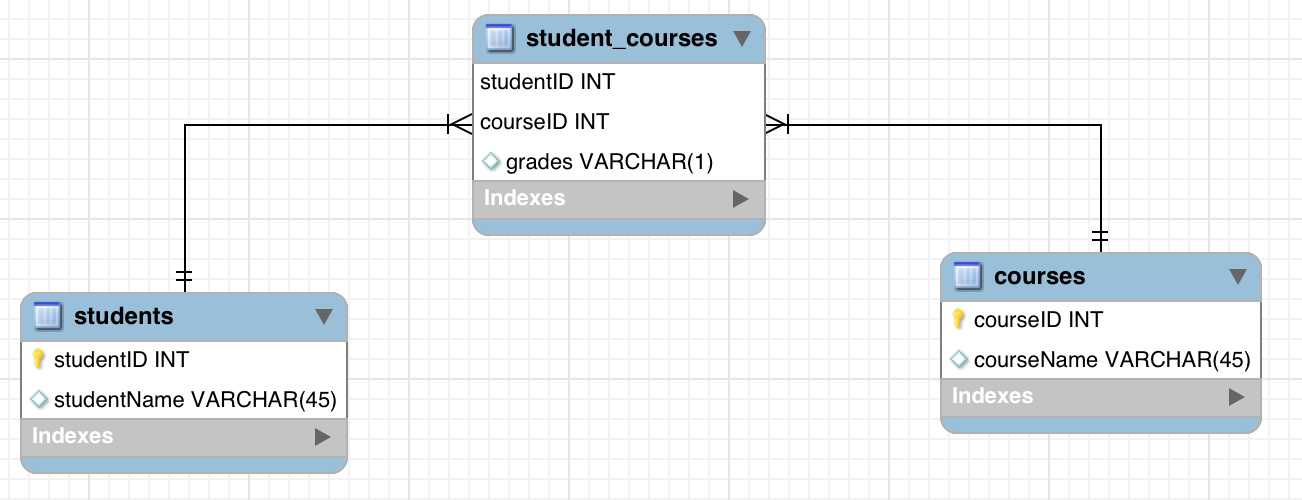 student_courses
studentID INT
courseID INT
grades VARCHAR(1)
Indexes
students
studentID INT
studentName VARCHAR(45)
Indexes
courses
courseID INT
courseName VARCHAR(45)
Indexes